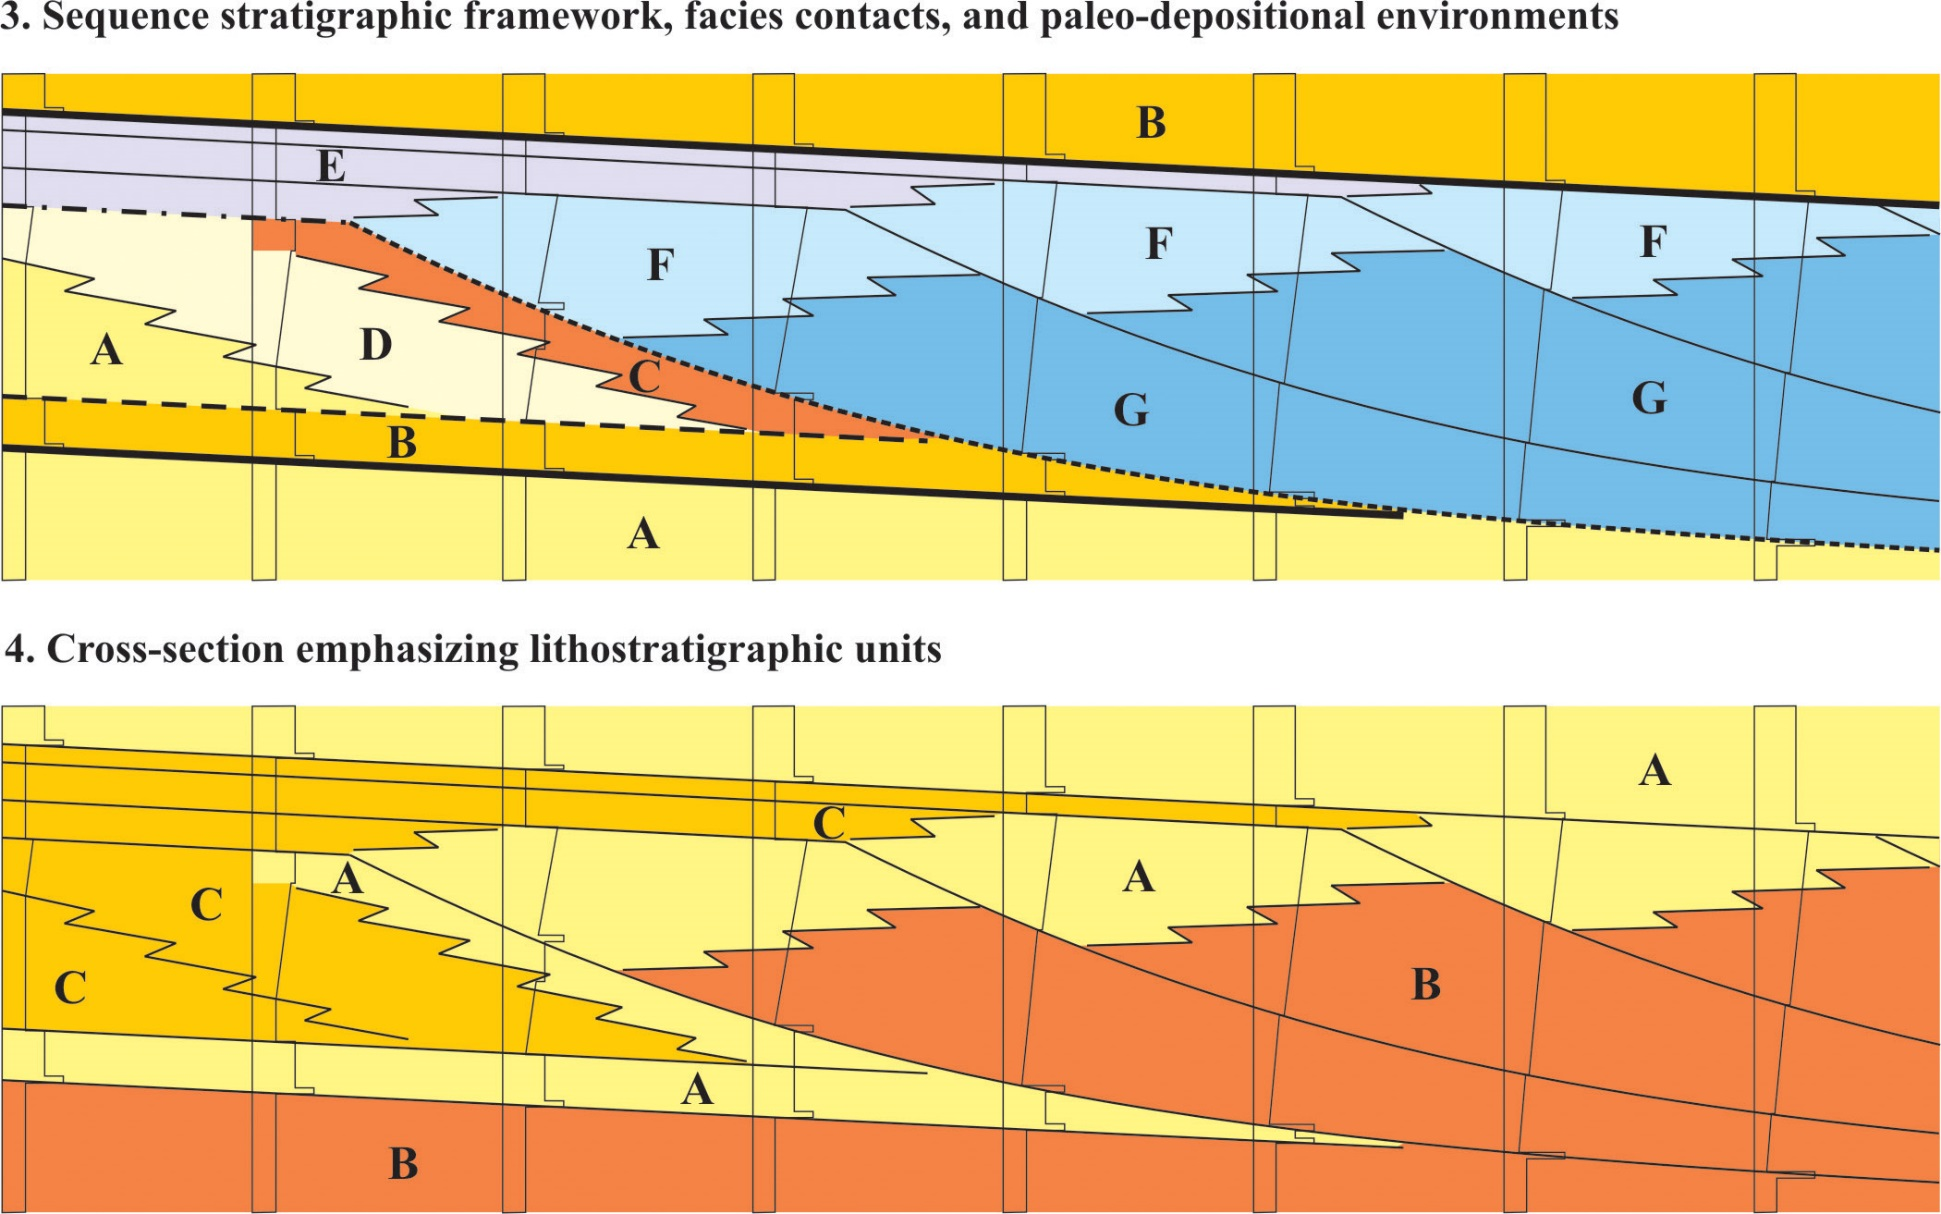 3. Sequence stratigraphic framework, facies contacts, and paleo-depositional environments
B
E
F
F
F
A
D
C
G
G
B
A
4. Cross-section emphasizing lithostratigraphic units
A
C
A
A
C
B
C
A
B